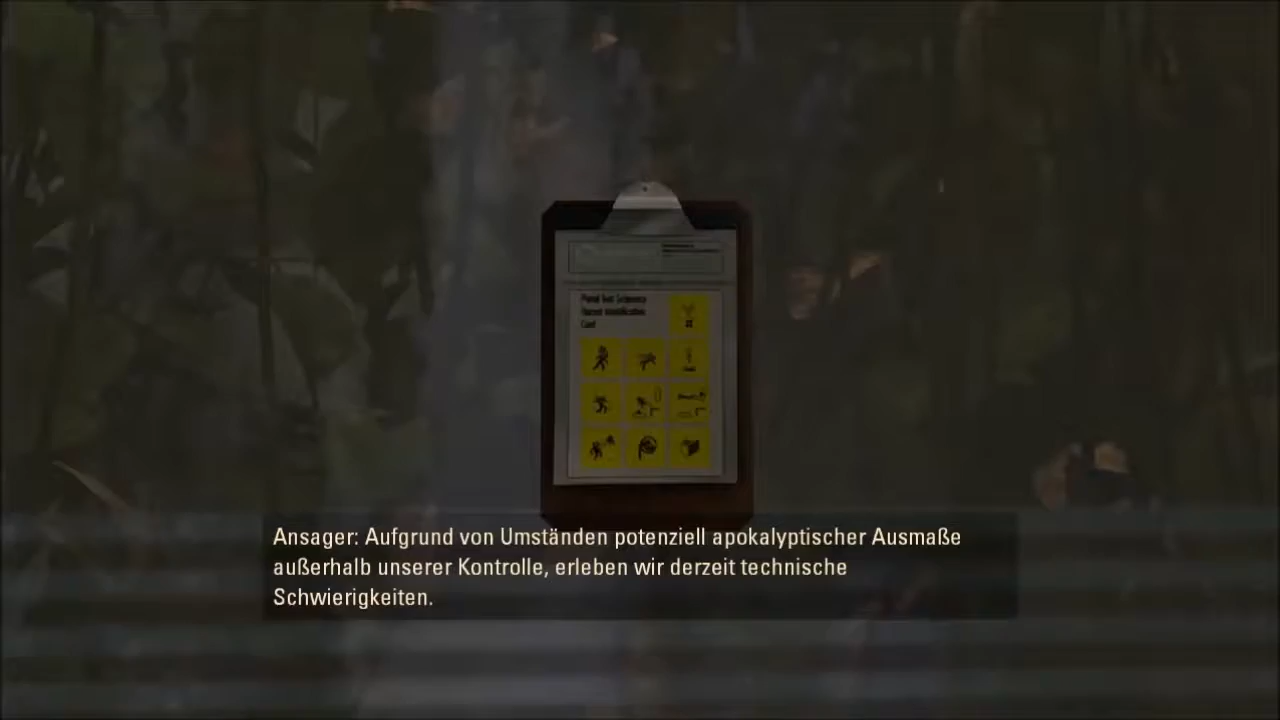 Ansager: Aufgrund von Umständen potenziell apokalyptischer Ausmaße
außerhalb unserer Kontrolle, erleben wir derzeit technische
Schwierigkeiten.